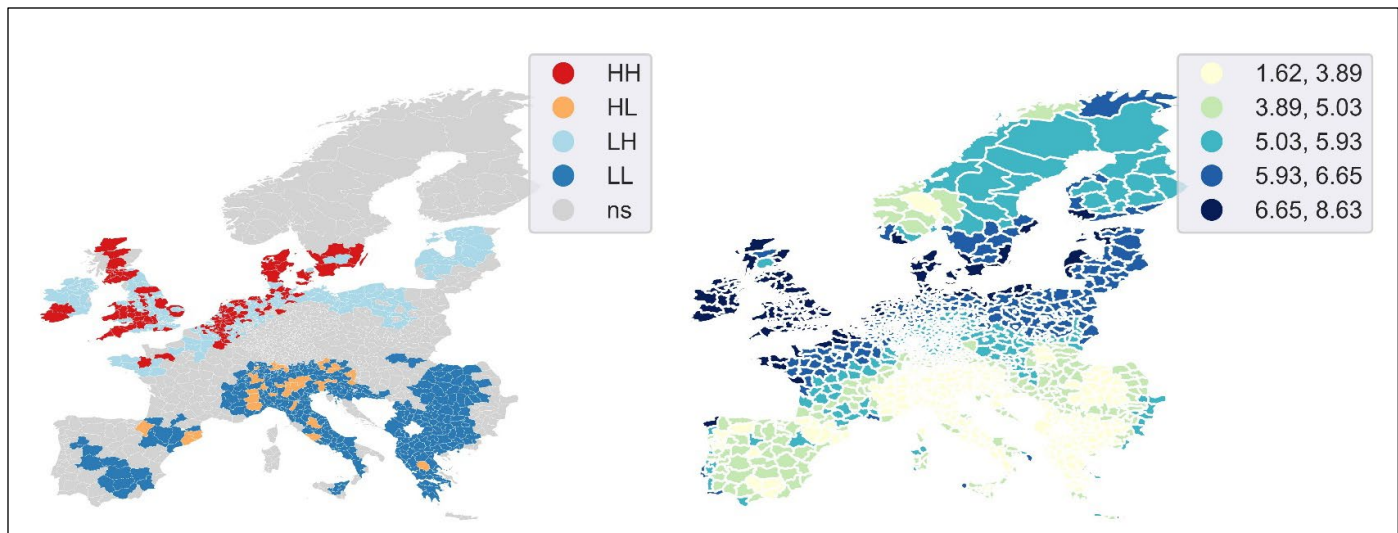 HH
HL
LH
LL
ns
1.62, 3.89
3.89, 5.03
5.03, 5.93
5.93, 6.65
6.65, 8.63